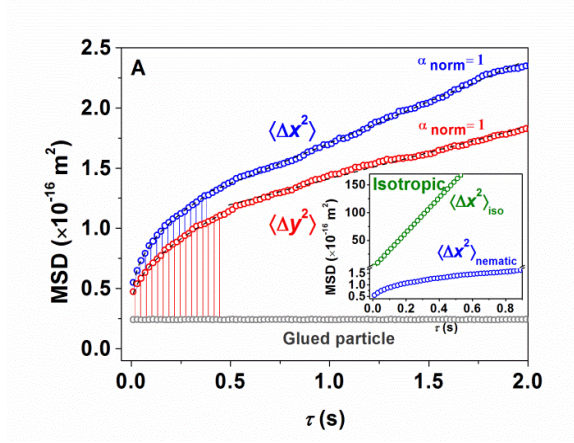 A
α norm= 1
⟨Δx²⟩
α norm= 1
⟨Δy²⟩
Glued particle
MSD (×10⁻¹⁶ m²)
2.5
2.0
1.5
1.0
0.5
0.0
0.0 0.5 1.0 1.5 2.0
τ (s)
Isotropic
⟨Δx²⟩iso
⟨Δx²⟩nematic
MSD (×10⁻¹⁶ m²)
150
100
50
1.5
1.0
0.5
0.0 0.2 0.4 0.6 0.8
τ (s)